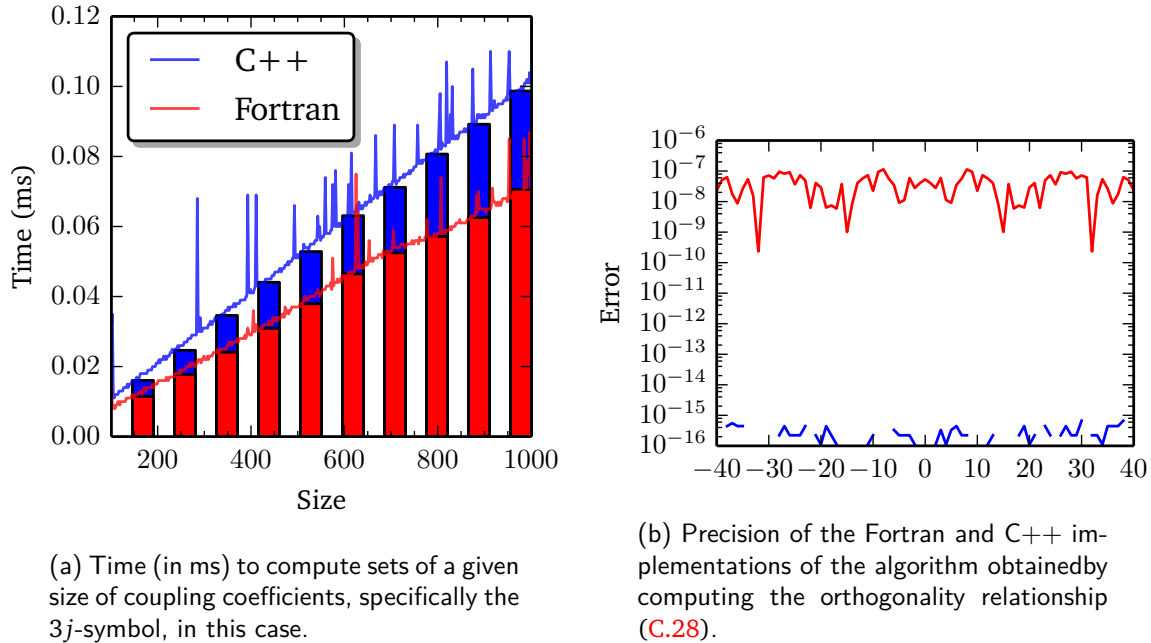 0.12
0.10
0.08
0.06
0.04
0.02
0.00
Time (ms)
C++
Fortran
200
400
600
800
1000
Size
(a) Time (in ms) to compute sets of a given
size of coupling coefficients, specifically the
3j-symbol, in this case.
10⁻⁶
10⁻⁷
10⁻⁸
10⁻⁹
10⁻¹⁰
10⁻¹¹
10⁻¹²
10⁻¹³
10⁻¹⁴
10⁻¹⁵
10⁻¹⁶
Error
−40
−30
−20
−10
0
10
20
30
40
(b) Precision of the Fortran and C++ im-
plementations of the algorithm obtainedby
computing the orthogonality relationship
(C.28).